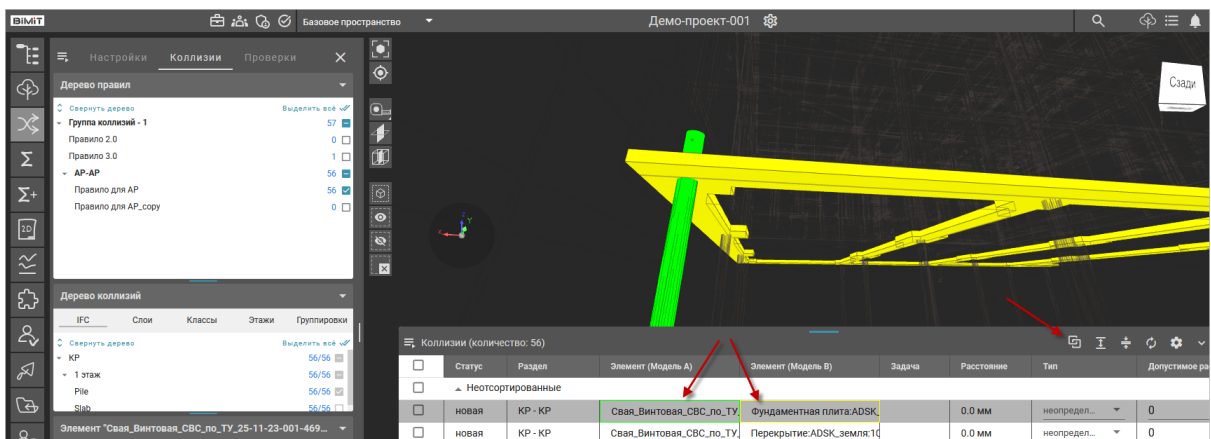 BIMIT
Базовое пространство
Демо-проект-001
Настройки Коллизии Проверки
Дерево правил
Свернуть дерево Выделить всё
Группа коллизий - 1 57
Правило 2.0 0
Правило 3.0 1
АР-АР 56
Правило для АР 56
Правило для АР_copy 0
Дерево коллизий
IFC Слои Классы Этажи Группировки
Свернуть дерево Выделить всё
КР 56/56
1 этаж 56/56
Pile 56/56
Slab 56/56
Элемент "Свая_Винтовая_СВС_по_ТУ_25-11-23-001-469...
Σ
Σ+
2D
Z
Y
X
Сзади
Коллизии (количество: 56)
Статус Раздел Элемент (Модель A) Элемент (Модель B) Задача Расстояние Тип Допустимое ра
Неотсортированные
новая КР - КР Свая_Винтовая_СВС_по_ТУ_ Фундаментная плита:ADSK_ 0.0 мм неопредел... 0
новая КР - КР Свая_Винтовая_СВС_по_ТУ_ Перекрытие:ADSK_земля:10 0.0 мм неопредел... 0